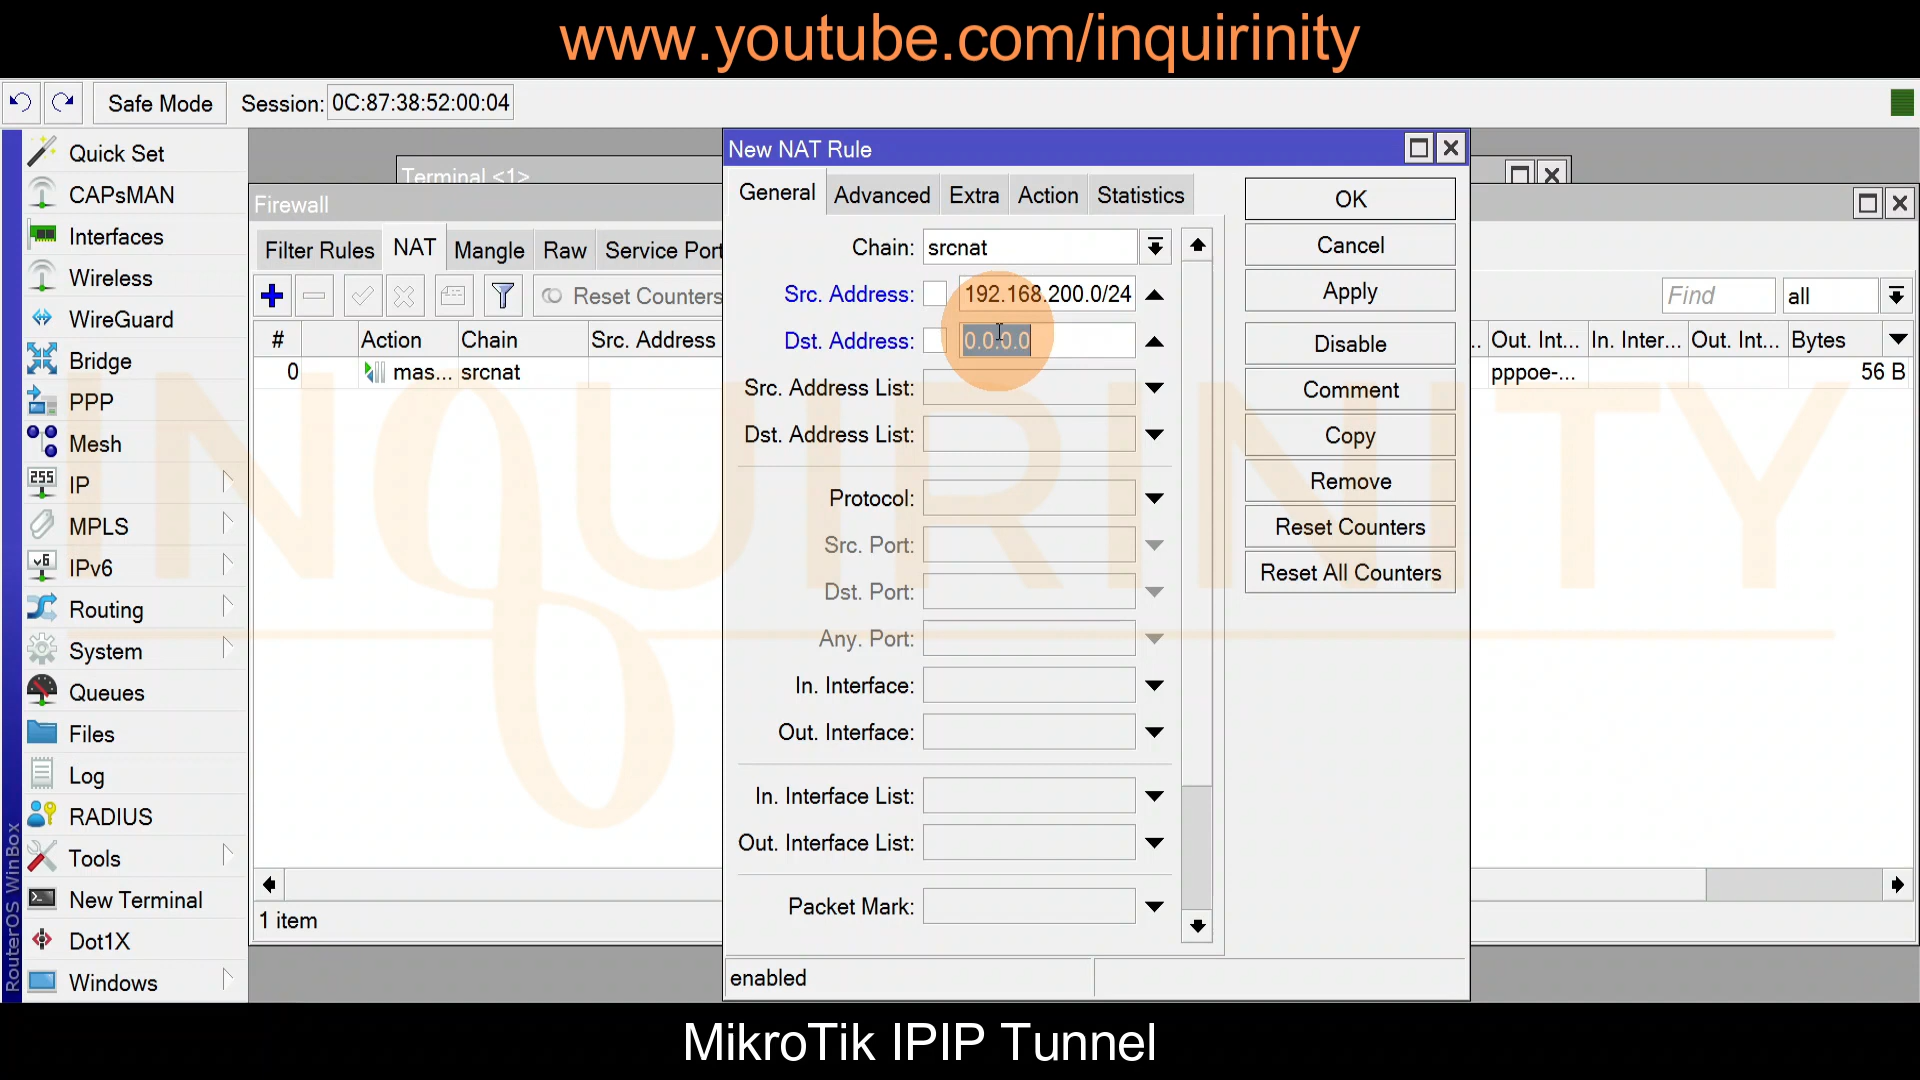 www.youtube.com/inquirinity
Safe Mode Session: 0C:87:38:52:00:04
Quick Set
CAPsMAN
Interfaces
Wireless
WireGuard
Bridge
PPP
Mesh
255 IP
MPLS
v6 IPv6
Routing
System
Queues
Files
Log
RADIUS
Tools
New Terminal
Dot1X
Windows
RouterOS WinBox
Terminal <1>
Firewall
Filter Rules NAT Mangle Raw Service Port
Reset Counters
Find all
# Action Chain Src. Address
.. Out. Int... In. Inter... Out. Int... Bytes
0 mas... srcnat
pppoe-... 56 B
1 item
New NAT Rule
General Advanced Extra Action Statistics
Chain: srcnat
Src. Address: 192.168.200.0/24
Dst. Address: 0.0.0.0
Src. Address List:
Dst. Address List:
Protocol:
Src. Port:
Dst. Port:
Any. Port:
In. Interface:
Out. Interface:
In. Interface List:
Out. Interface List:
Packet Mark:
enabled
OK
Cancel
Apply
Disable
Comment
Copy
Remove
Reset Counters
Reset All Counters
INQUIRINITY
MikroTik IPIP Tunnel